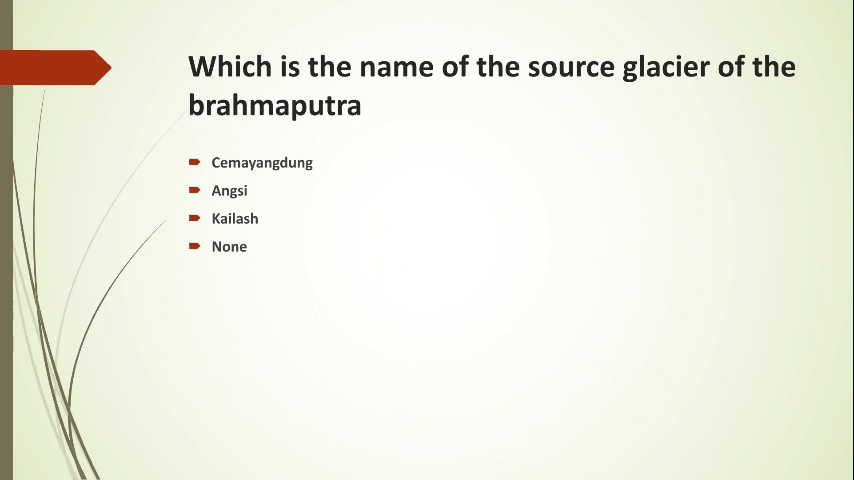 Which is the name of the source glacier of the
brahmaputra
Cemayangdung
Angsi
Kailash
None